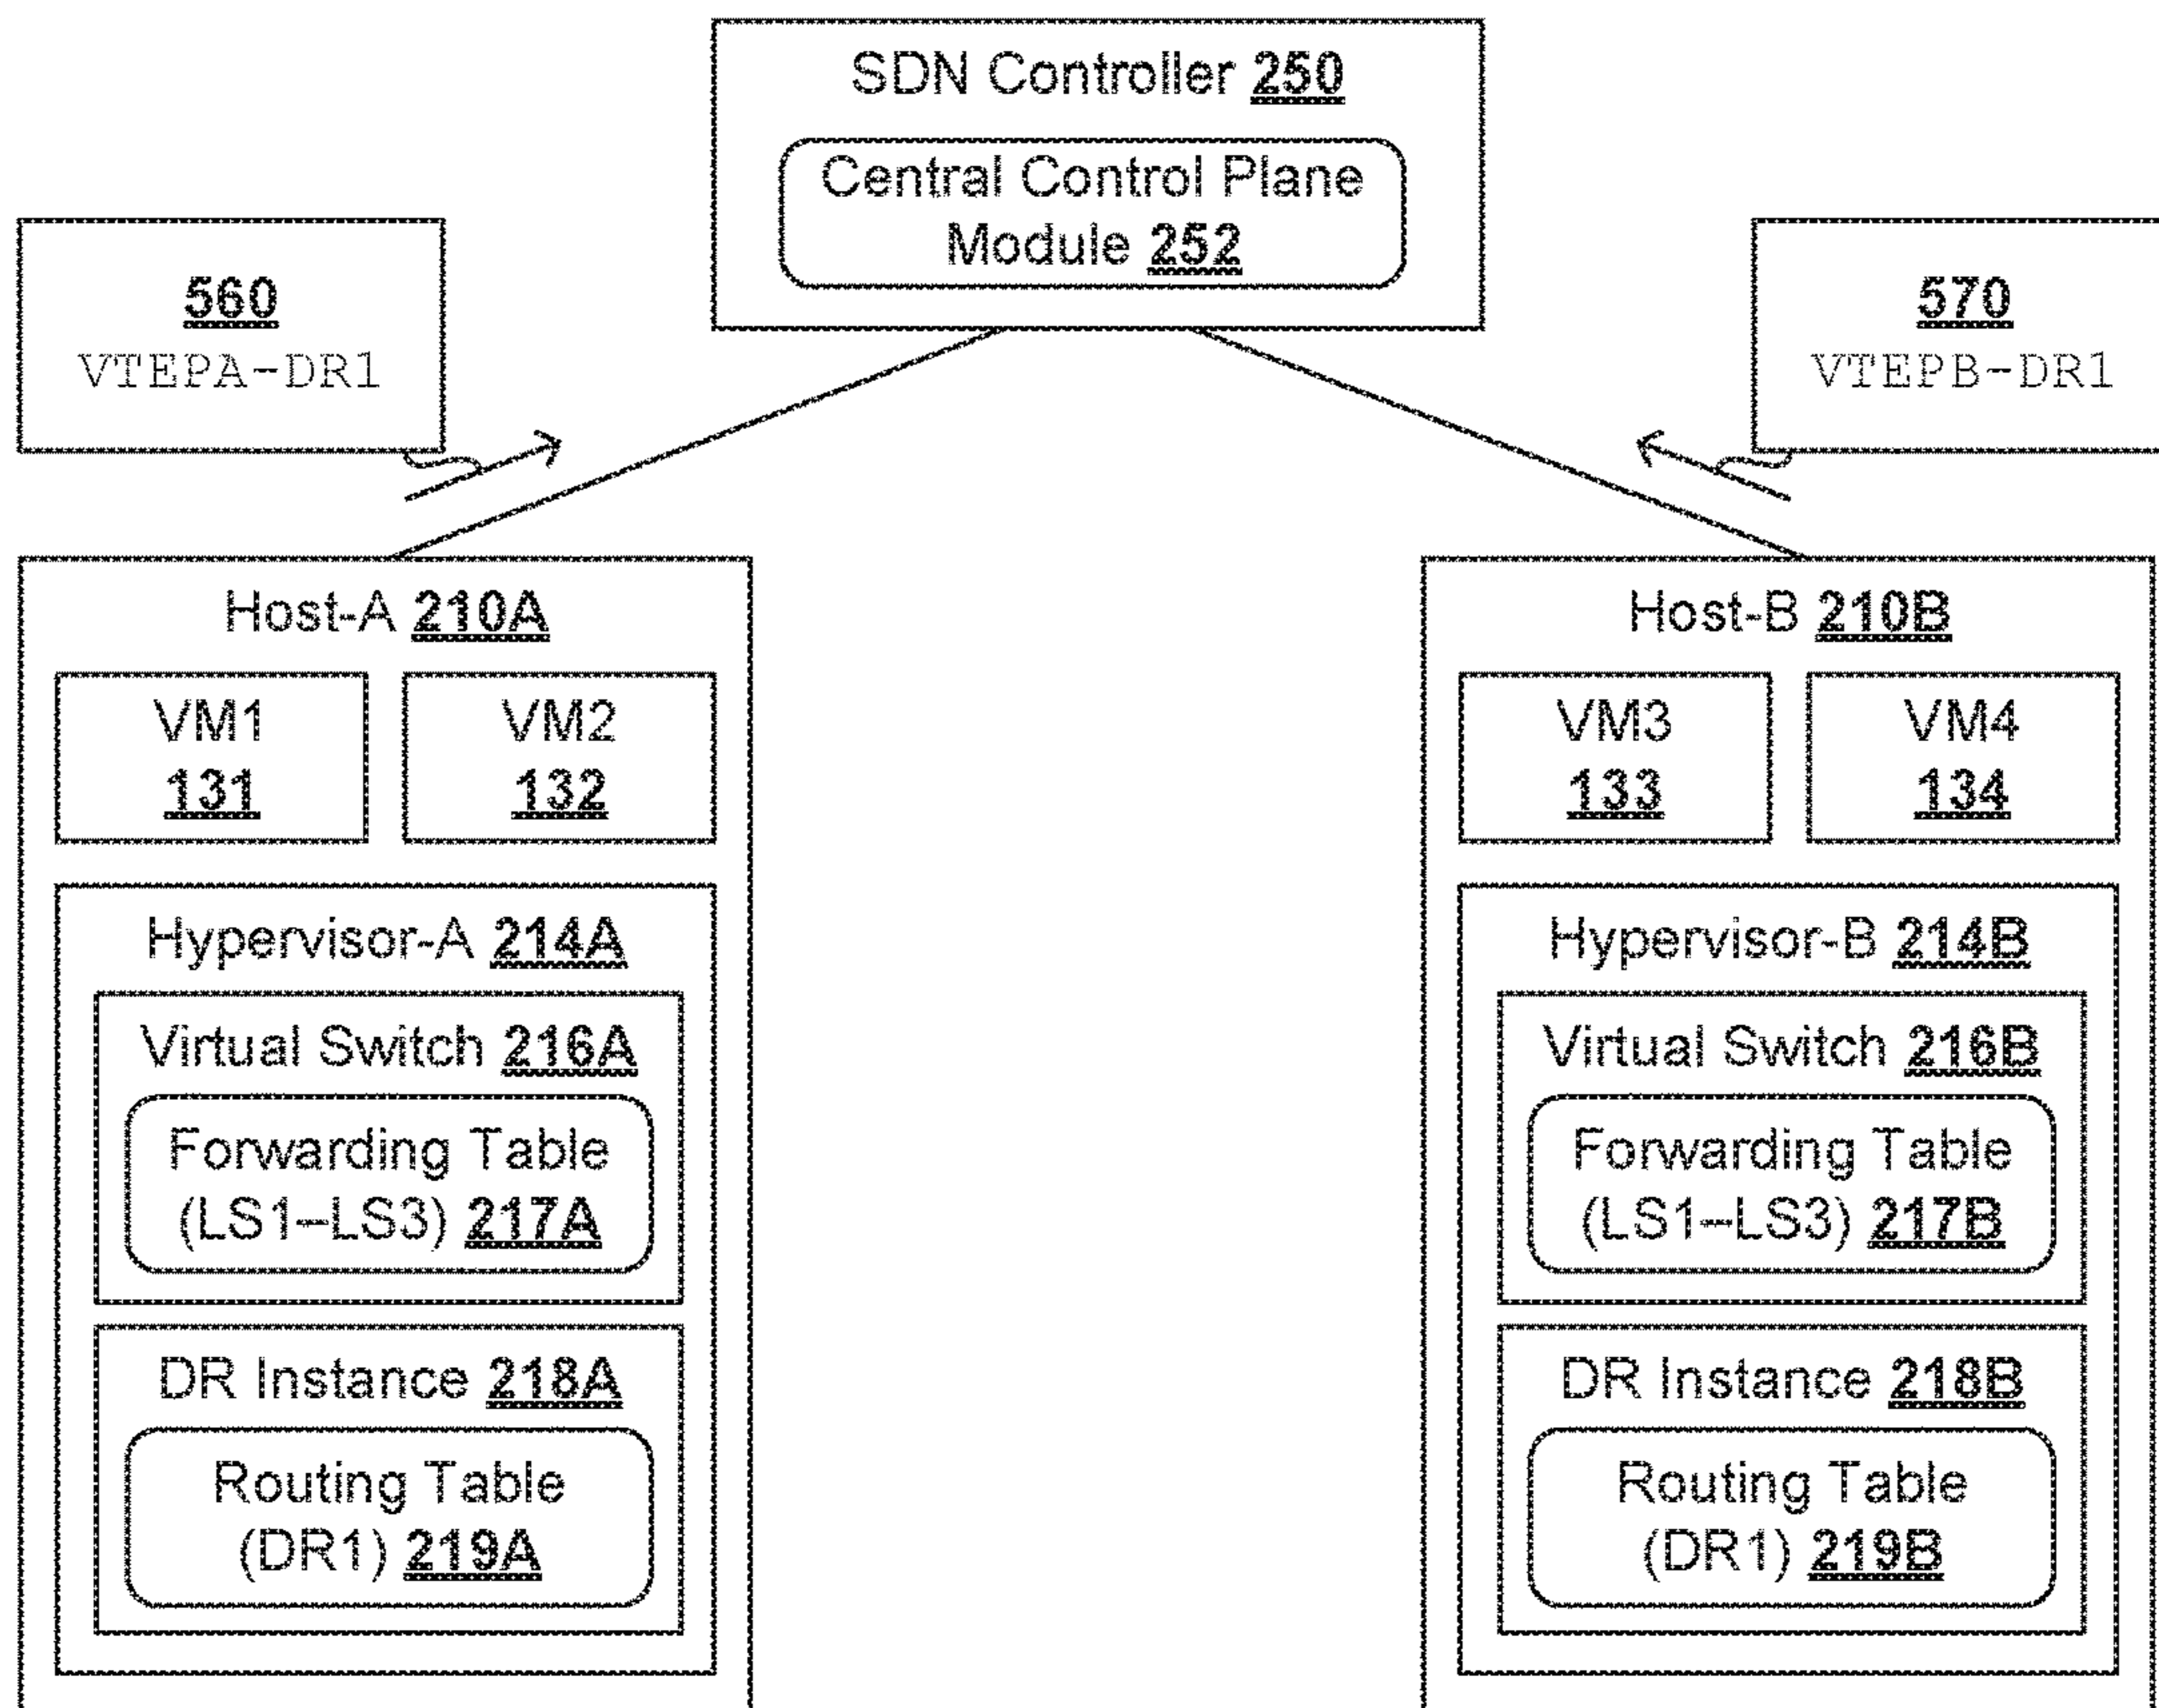 SDN Controller 250
Central Control Plane
Module 252
560
VTEPA-DR1
570
VTEPB-DR1
Host-A 210A
VM1
131
VM2
132
Hypervisor-A 214A
Virtual Switch 216A
Forwarding Table
(LS1–LS3) 217A
DR Instance 218A
Routing Table
(DR1) 219A
Host-B 210B
VM3
133
VM4
134
Hypervisor-B 214B
Virtual Switch 216B
Forwarding Table
(LS1–LS3) 217B
DR Instance 218B
Routing Table
(DR1) 219B